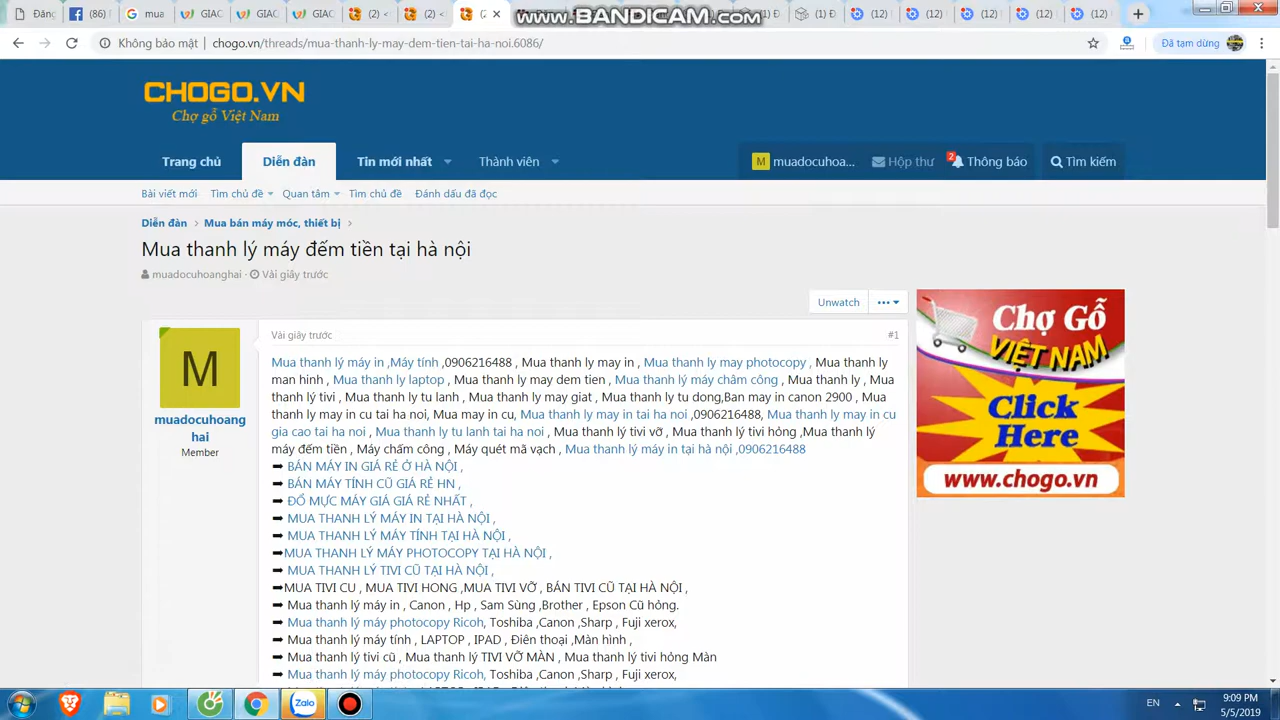 www.BANDICAM.com
Đăng
(9)
mua
GIAC
GIAC
GIAC
(2)
(2)
(2)
(12)
(12)
(12)
(12)
(12)
Không bảo mật | chogo.vn/threads/mua-thanh-ly-may-dem-tien-tai-ha-noi.6086/
Đã tạm dừng
CHOGO.VN
Chợ gỗ Việt Nam
Trang chủ
Diễn đàn
Tin mới nhất
Thành viên
M
muadocuhoa...
Hộp thư
2
Thông báo
Tìm kiếm
Bài viết mới
Tìm chủ đề
Quan tâm
Tìm chủ đề
Đánh dấu đã đọc
Diễn đàn
Mua bán máy móc, thiết bị
Mua thanh lý máy đếm tiền tại hà nội
muadocuhoanghai · Vài giây trước
Unwatch
•••
M
muadocuhoang
hai
Member
Vài giây trước
#1
Mua thanh lý máy in ,Máy tính ,0906216488 , Mua thanh ly may in , Mua thanh ly may photocopy , Mua thanh ly
man hinh , Mua thanh ly laptop , Mua thanh ly may dem tien , Mua thanh lý máy châm công , Mua thanh ly , Mua
thanh lý tivi , Mua thanh ly tu lanh , Mua thanh ly may giat , Mua thanh ly tu dong,Ban may in canon 2900 , Mua
thanh ly may in cu tai ha noi, Mua may in cu, Mua thanh ly may in tai ha noi ,0906216488, Mua thanh ly may in cu
gia cao tai ha noi , Mua thanh ly tu lanh tai ha noi , Mua thanh lý tivi vỡ , Mua thanh lý tivi hỏng ,Mua thanh lý
máy đếm tiền , Máy chấm công , Máy quét mã vạch , Mua thanh lý máy in tại hà nội ,0906216488
➡ BÁN MÁY IN GIÁ RẺ Ở HÀ NỘI ,
➡ BÁN MÁY TÍNH CŨ GIÁ RẺ HN ,
➡ ĐỔ MỰC MÁY GIÁ GIÁ RẺ NHẤT ,
➡ MUA THANH LÝ MÁY IN TẠI HÀ NỘI ,
➡ MUA THANH LÝ MÁY TÍNH TẠI HÀ NỘI ,
➡MUA THANH LÝ MÁY PHOTOCOPY TẠI HÀ NỘI ,
➡ MUA THANH LÝ TIVI CŨ TẠI HÀ NỘI ,
➡MUA TIVI CU , MUA TIVI HONG ,MUA TIVI VỠ , BÁN TIVI CŨ TẠI HÀ NỘI ,
➡ Mua thanh lý máy in , Canon , Hp , Sam Sùng ,Brother , Epson Cũ hỏng.
➡ Mua thanh lý máy photocopy Ricoh, Toshiba ,Canon ,Sharp , Fuji xerox,
➡ Mua thanh lý máy tính , LAPTOP , IPAD , Điên thoại ,Màn hình ,
➡ Mua thanh lý tivi cũ , Mua thanh lý TIVI VỠ MÀN , Mua thanh lý tivi hỏng Màn
➡ Mua thanh lý máy photocopy Ricoh, Toshiba ,Canon ,Sharp , Fuji xerox,
Chợ Gỗ
VIỆT NAM
Click
Here
www.chogo.vn
Zalo
EN
9:09 PM
5/5/2019